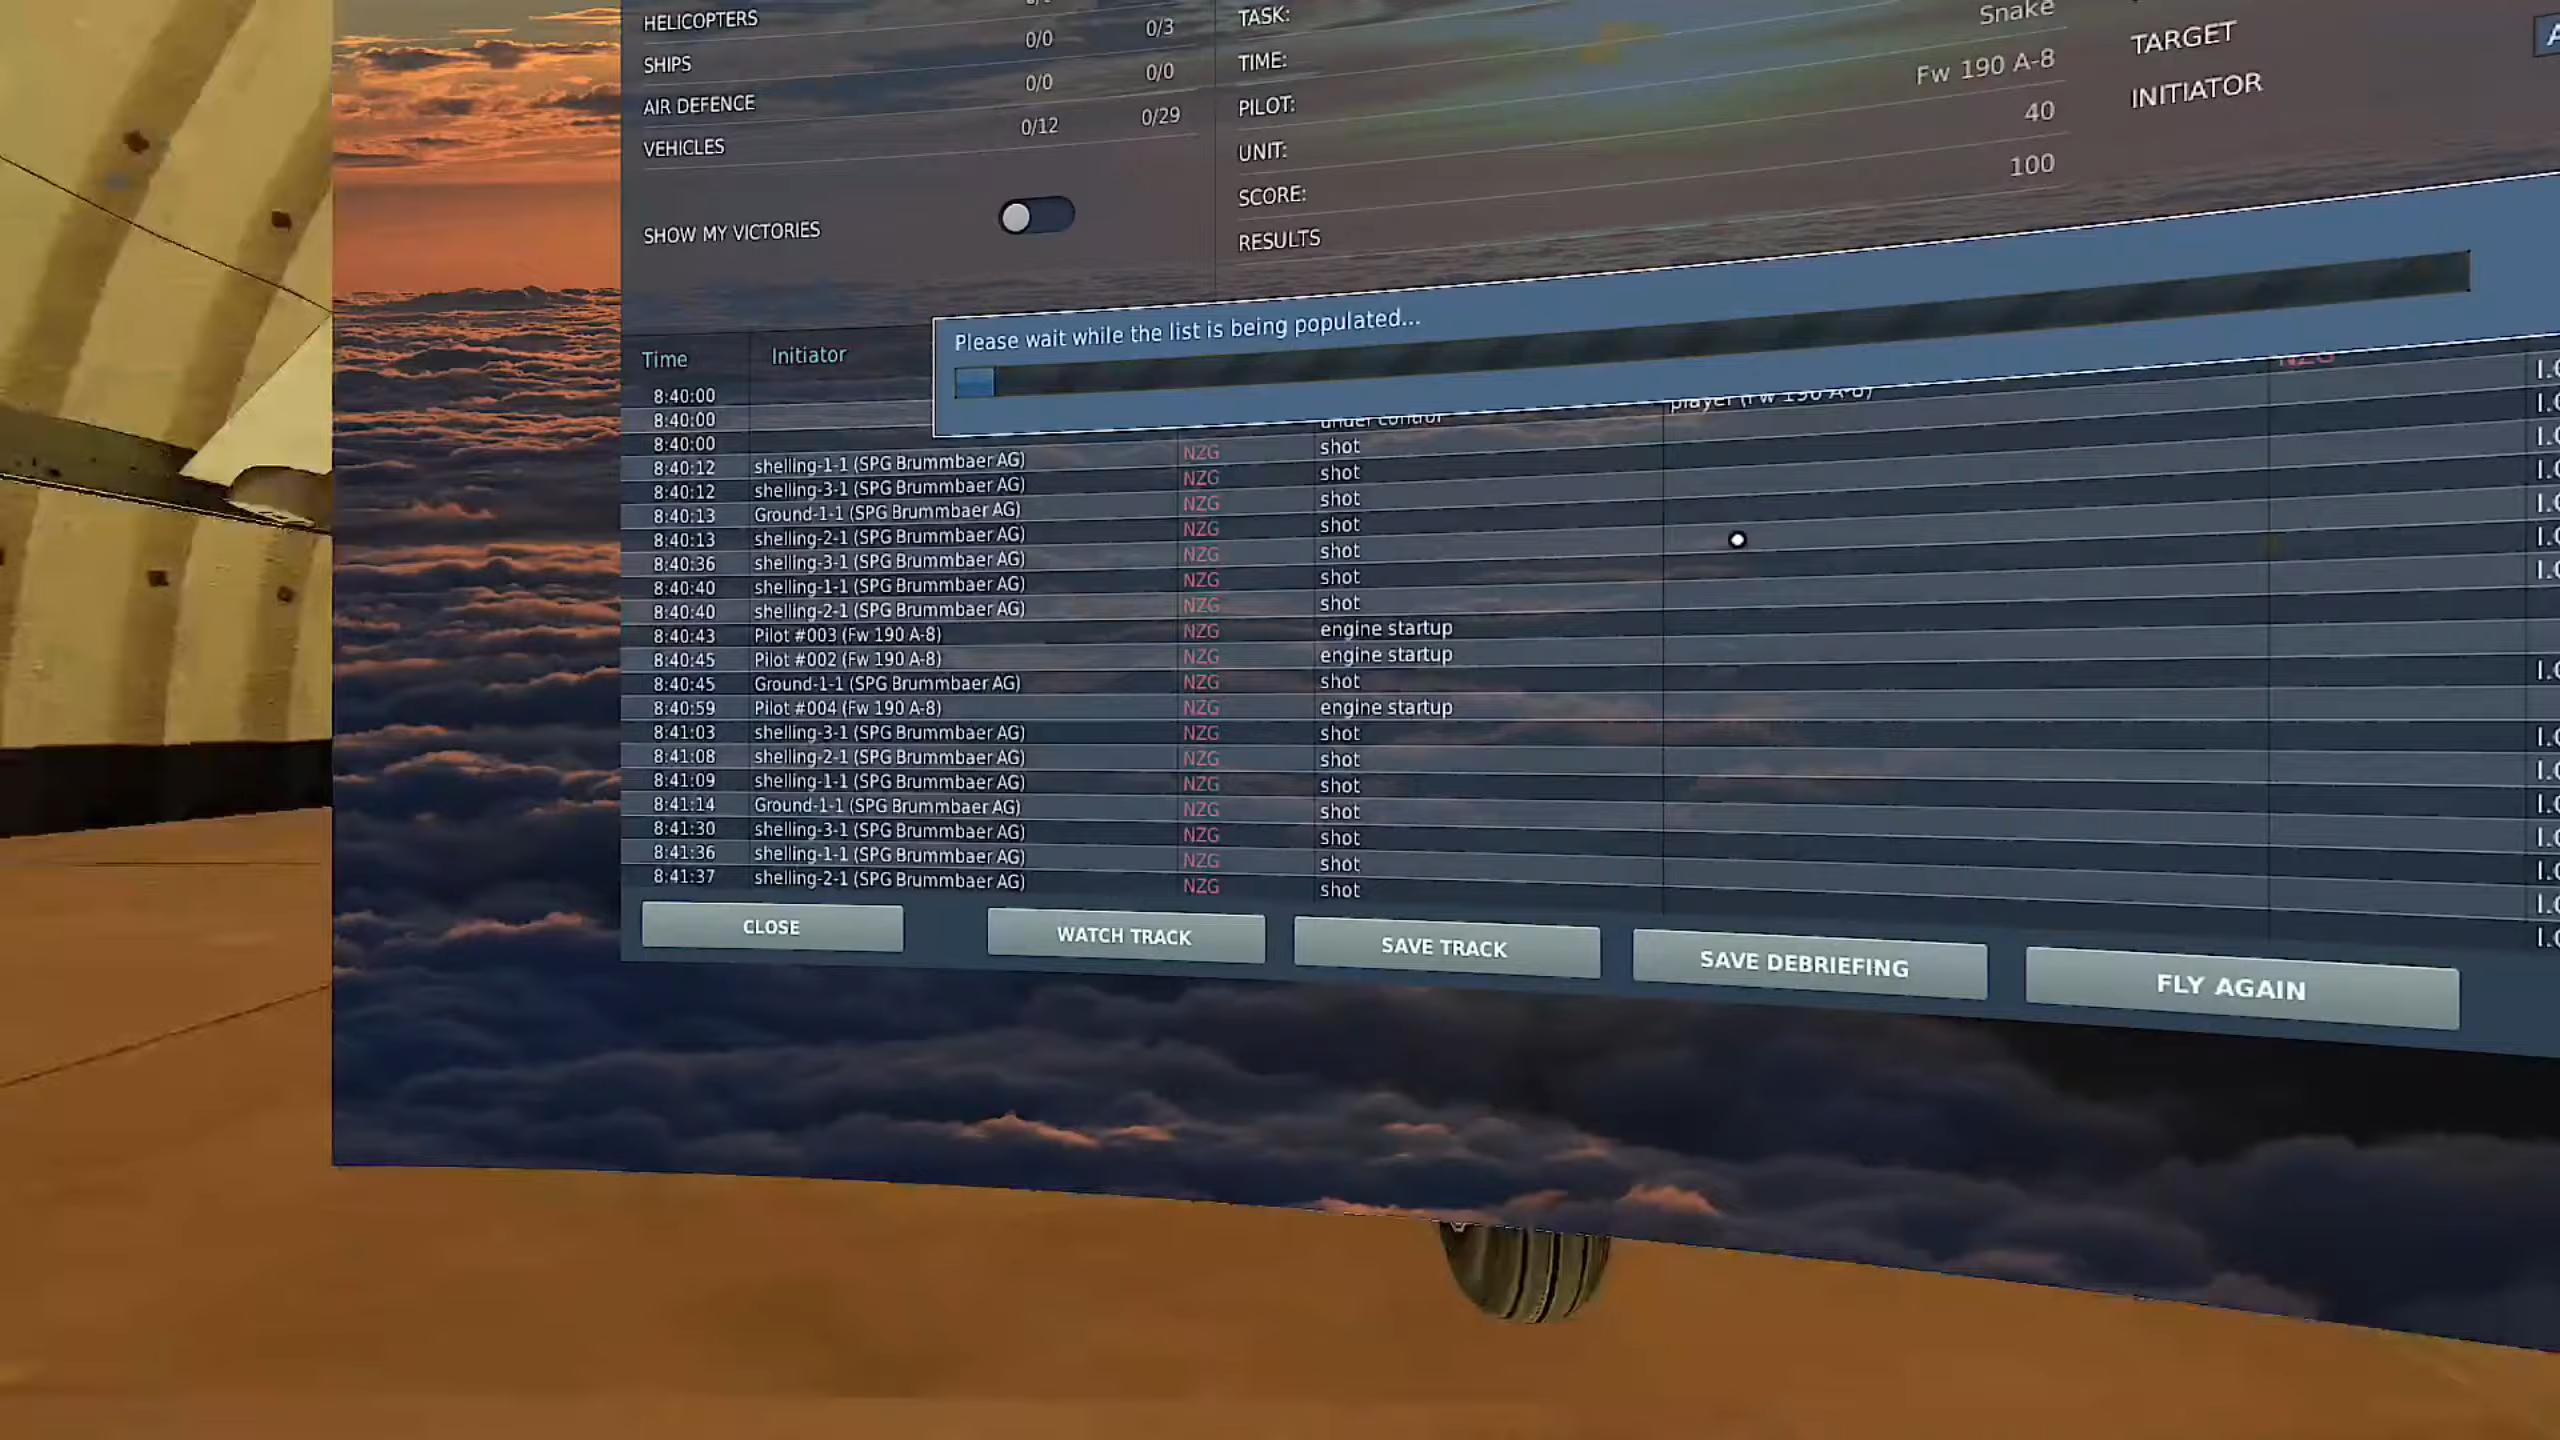 HELICOPTERS
SHIPS 0/0 0/3
AIR DEFENCE 0/0 0/0
VEHICLES 0/12 0/29
SHOW MY VICTORIES
TASK:
TIME: Snake
PILOT: Fw 190 A-8
UNIT: 40
SCORE: 100
RESULTS
TARGET
INITIATOR
Please wait while the list is being populated...
Time Initiator
8:40:00 NZG
8:40:00 under control player (Fw 190 A-8)
8:40:00 NZG shot
8:40:12 shelling-1-1 (SPG Brummbaer AG) NZG shot
8:40:12 shelling-3-1 (SPG Brummbaer AG) NZG shot
8:40:13 Ground-1-1 (SPG Brummbaer AG) NZG shot
8:40:13 shelling-2-1 (SPG Brummbaer AG) NZG shot
8:40:36 shelling-3-1 (SPG Brummbaer AG) NZG shot
8:40:40 shelling-1-1 (SPG Brummbaer AG) NZG shot
8:40:40 shelling-2-1 (SPG Brummbaer AG) NZG engine startup
8:40:43 Pilot #003 (Fw 190 A-8) NZG engine startup
8:40:45 Pilot #002 (Fw 190 A-8) NZG shot
8:40:45 Ground-1-1 (SPG Brummbaer AG) NZG engine startup
8:40:59 Pilot #004 (Fw 190 A-8) NZG shot
8:41:03 shelling-3-1 (SPG Brummbaer AG) NZG shot
8:41:08 shelling-2-1 (SPG Brummbaer AG) NZG shot
8:41:09 shelling-1-1 (SPG Brummbaer AG) NZG shot
8:41:14 Ground-1-1 (SPG Brummbaer AG) NZG shot
8:41:30 shelling-3-1 (SPG Brummbaer AG) NZG shot
8:41:36 shelling-1-1 (SPG Brummbaer AG) NZG shot
8:41:37 shelling-2-1 (SPG Brummbaer AG)
CLOSE WATCH TRACK SAVE TRACK SAVE DEBRIEFING FLY AGAIN